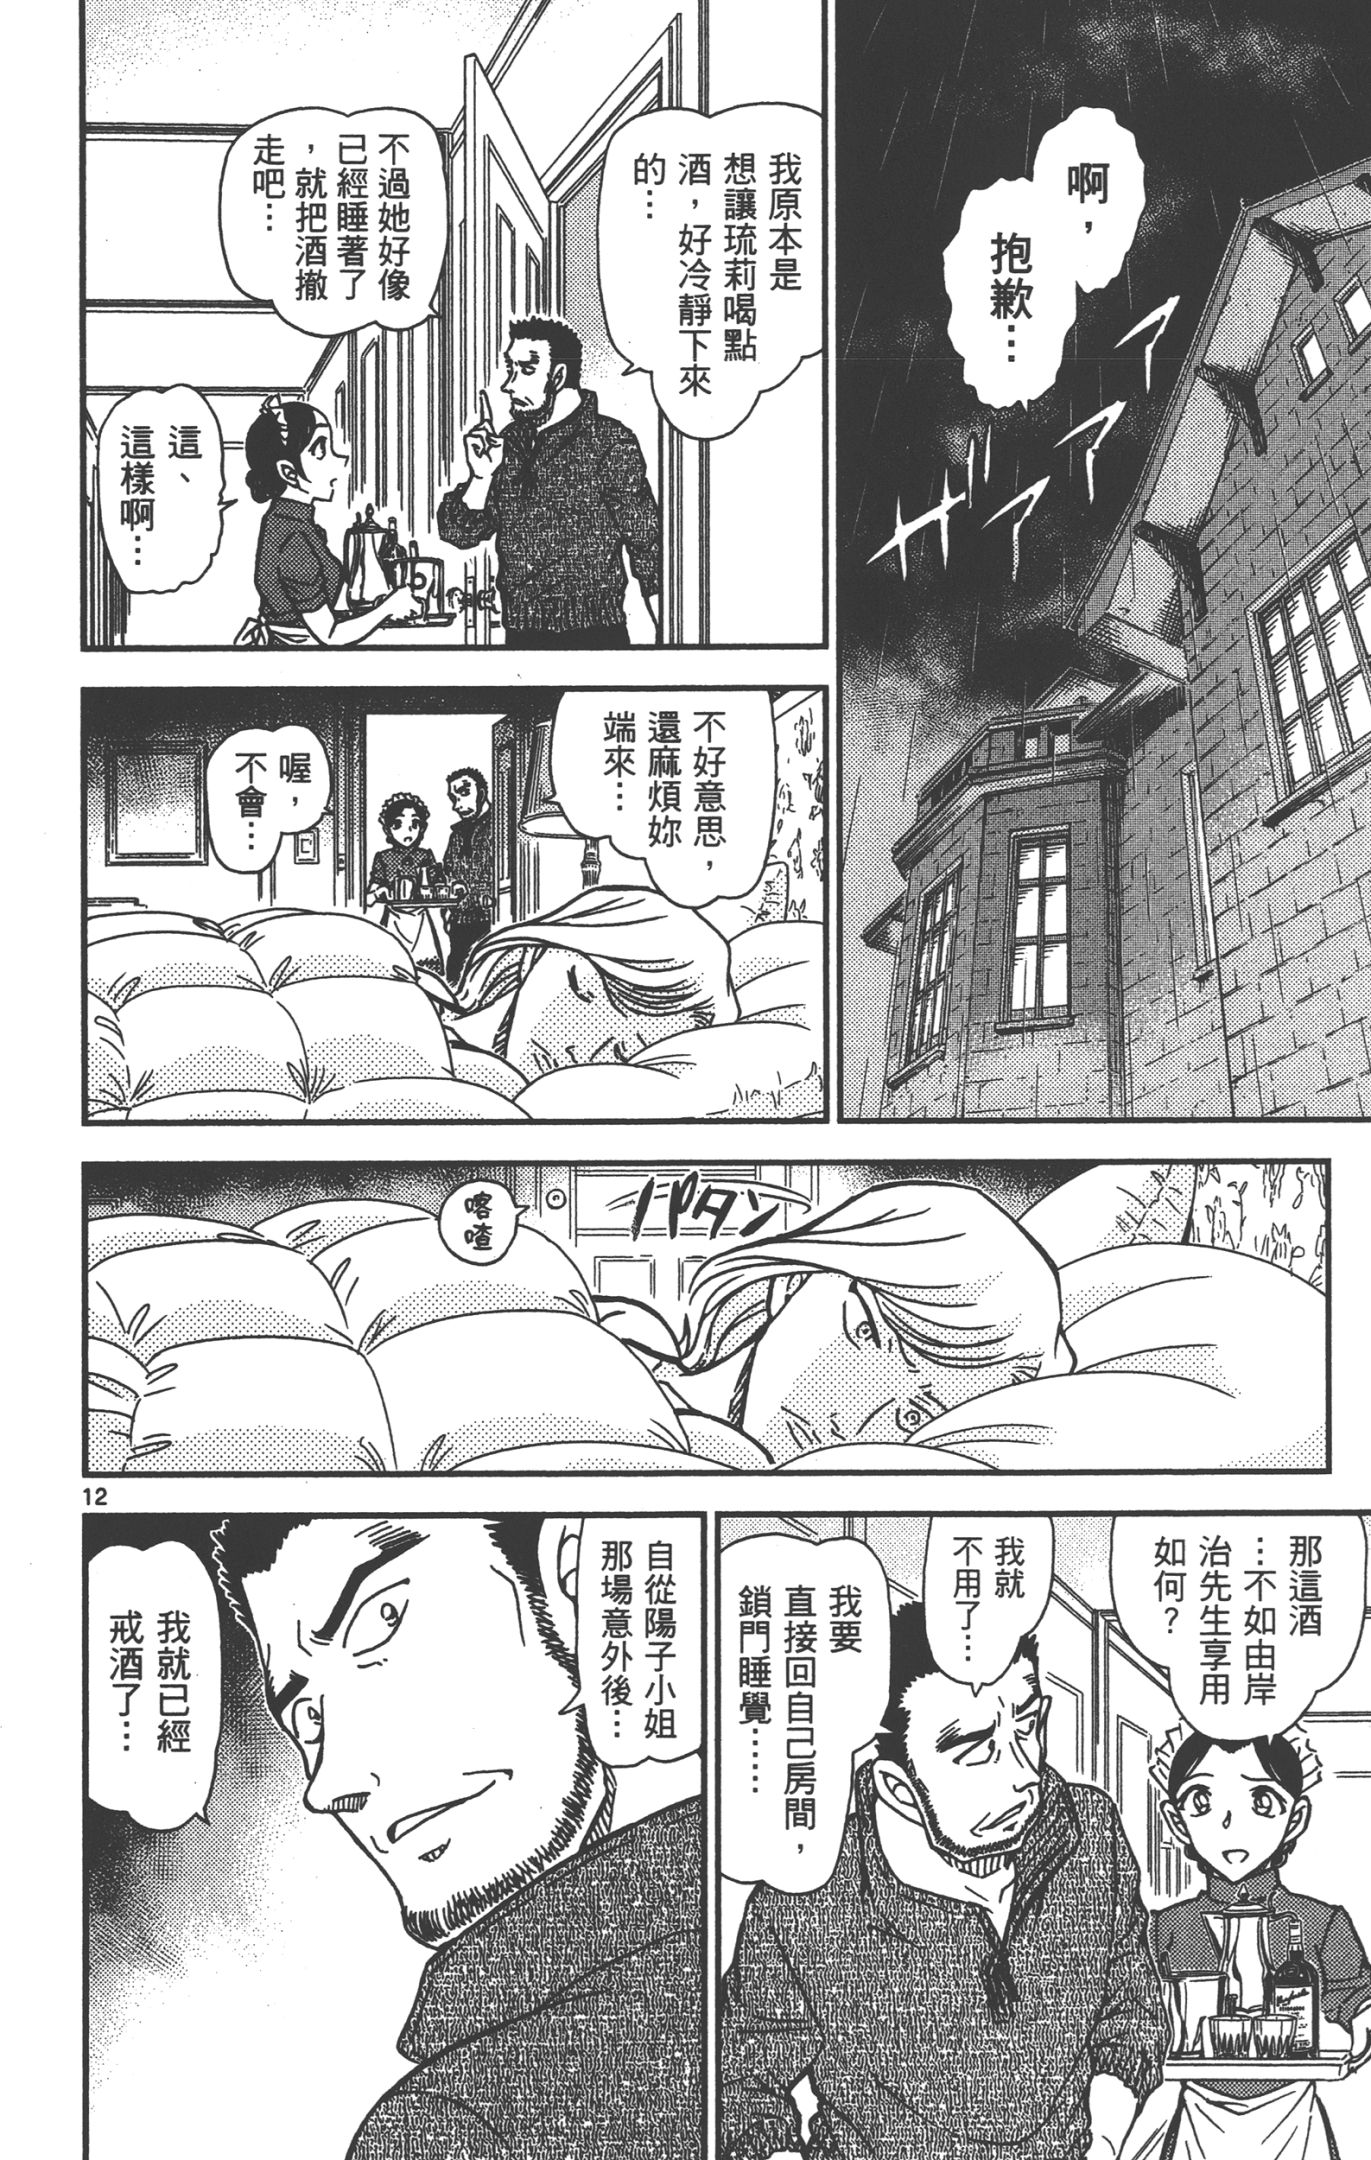 啊，
抱歉…
ザァァァァ
我原本是
想讓琉莉喝點
酒，好冷靜下來
的…
不過她好像
已經睡著了
，就把酒撤
走吧…
這、
這樣啊…
不好意思，
還麻煩妳
端來…
喔，
不會…
パタン
喀喳
12
那這酒
…不如由岸
治先生享用
如何？
我就
不用了…
我要
直接回自己房間，
鎖門睡覺……
自從陽子小姐
那場意外後…
我就已經
戒酒了…